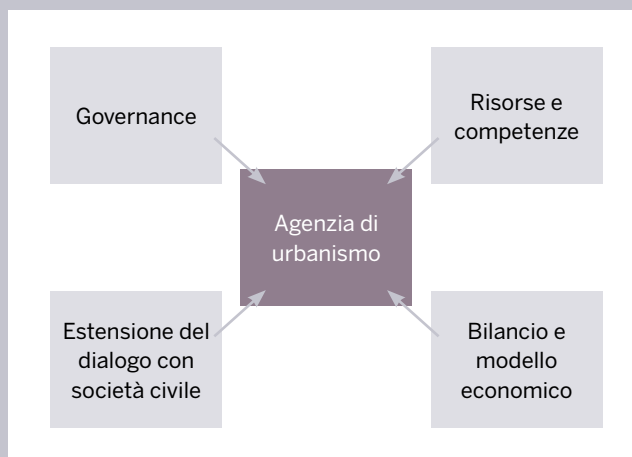 Governance
Risorse e
competenze
Agenzia di
urbanismo
Estensione del
dialogo con
società civile
Bilancio e
modello
economico